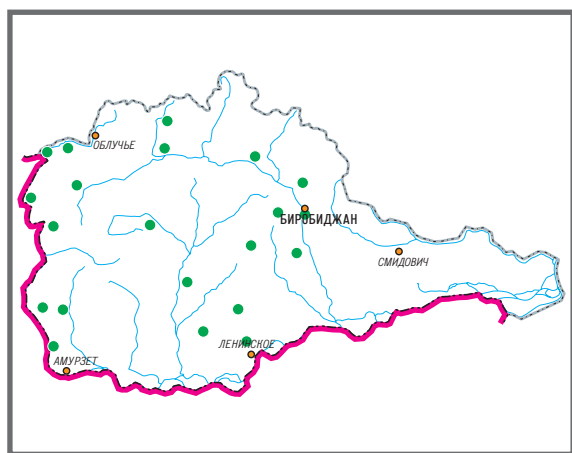 ОБЛУЧЬЕ
БИРОБИДЖАН
СМИДОВИЧ
ЛЕНИНСКОЕ
АМУРЗЕТ